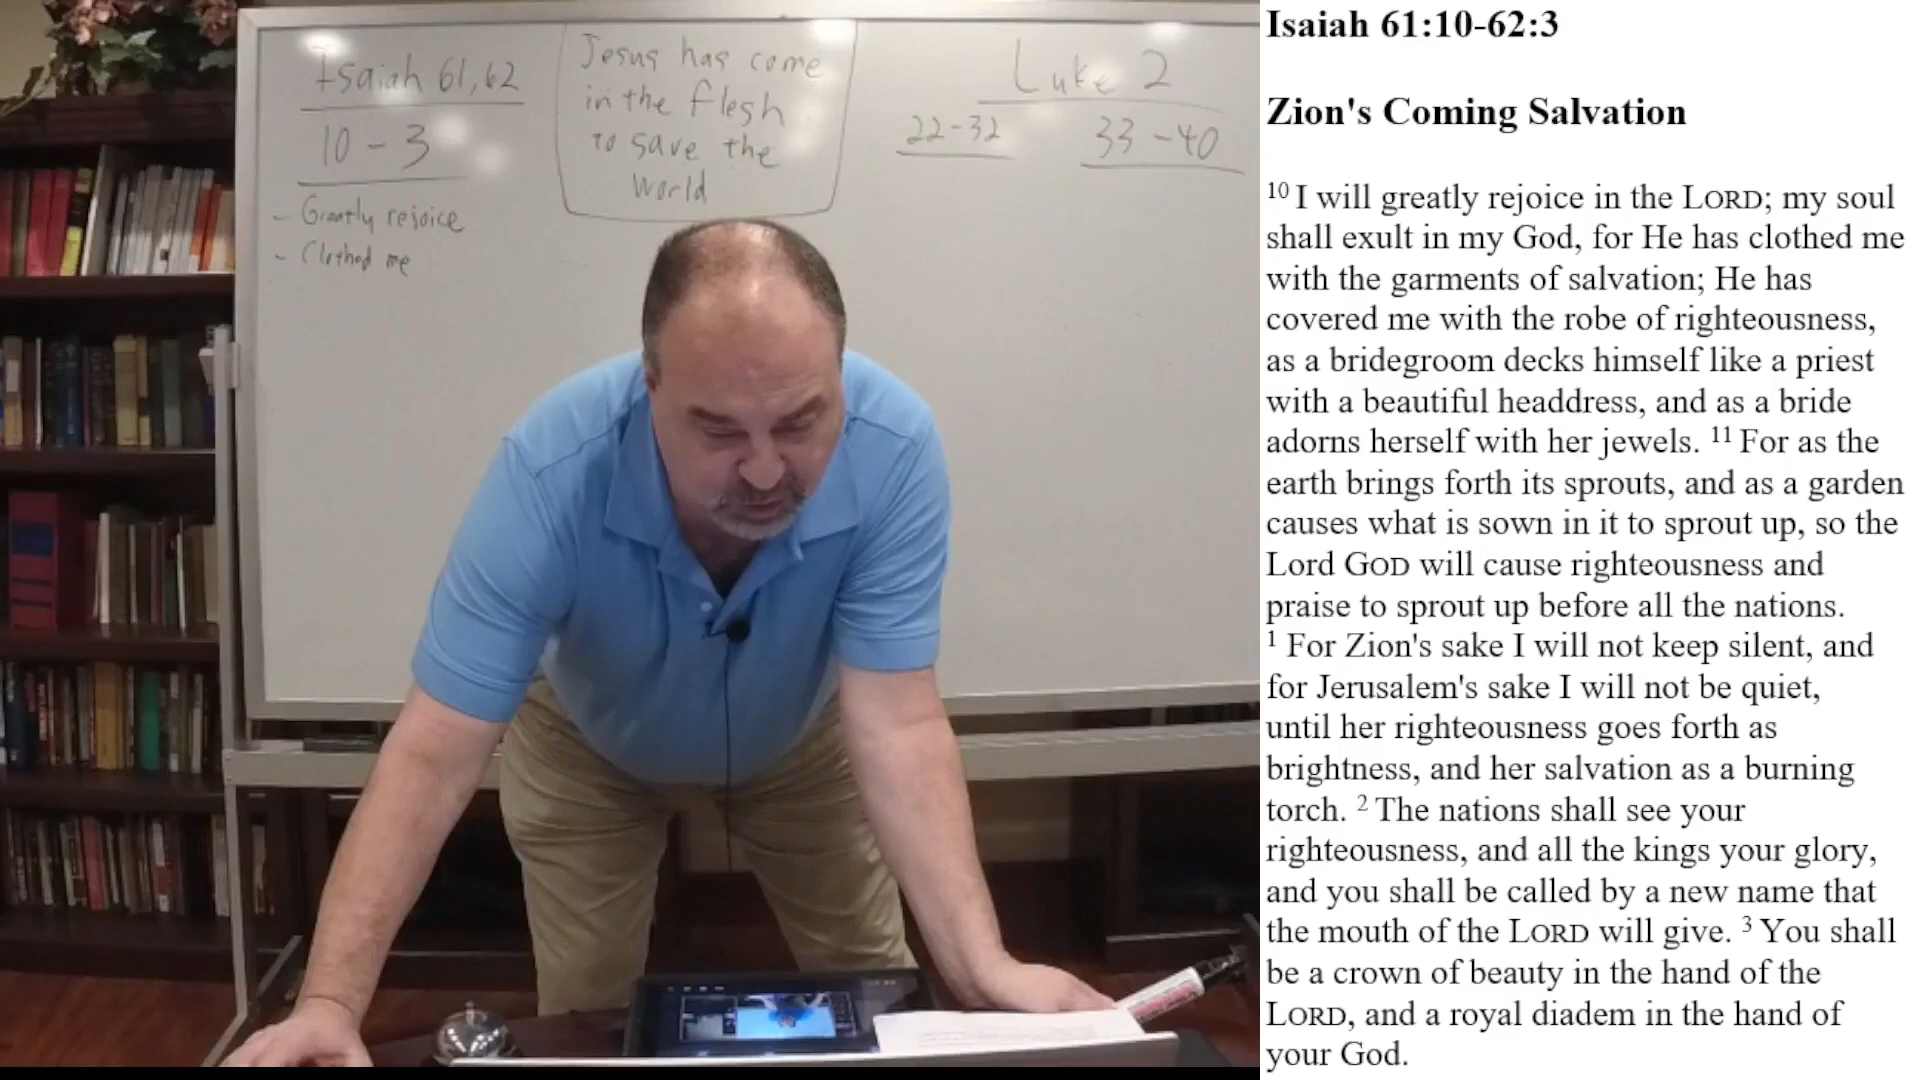 Isaiah 61,62
10 - 3
- Greatly rejoice
- Clothed me
Jesus has come
in the flesh
to save the
World
Luke 2
22-32
33-40
Isaiah 61:10-62:3
Zion's Coming Salvation
10 I will greatly rejoice in the LORD; my soul
shall exult in my God, for He has clothed me
with the garments of salvation; He has
covered me with the robe of righteousness,
as a bridegroom decks himself like a priest
with a beautiful headdress, and as a bride
adorns herself with her jewels. 11 For as the
earth brings forth its sprouts, and as a garden
causes what is sown in it to sprout up, so the
Lord GOD will cause righteousness and
praise to sprout up before all the nations.
1 For Zion's sake I will not keep silent, and
for Jerusalem's sake I will not be quiet,
until her righteousness goes forth as
brightness, and her salvation as a burning
torch. 2 The nations shall see your
righteousness, and all the kings your glory,
and you shall be called by a new name that
the mouth of the LORD will give. 3 You shall
be a crown of beauty in the hand of the
LORD, and a royal diadem in the hand of
your God.